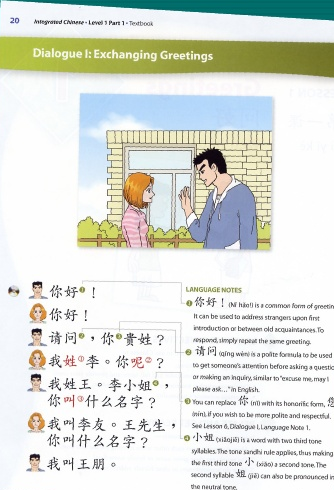 20 Integrated Chinese • Level 1 Part 1 • Textbook
Dialogue I: Exchanging Greetings
你好❶！
你好！
请问❷，你❸贵姓？
我姓①李。你呢②？
我姓王。李小姐❹，
你叫③什么名字？
我叫李友。王先生，
你叫什么名字？
我叫王朋。
LANGUAGE NOTES
❶ 你好！(Nǐ hǎo!) is a common form of greeting
It can be used to address strangers upon first
introduction or between old acquaintances. To
respond, simply repeat the same greeting.
❷ 请问 (qǐng wèn) is a polite formula to be used
to get someone's attention before asking a question
or making an inquiry, similar to "excuse me, may I
please ask..." in English.
❸ You can replace 你 (nǐ) with its honorific form, 您
(nín), if you wish to be more polite and respectful.
See Lesson 6, Dialogue I, Language Note 1.
❹ 小姐 (xiǎojiě) is a word with two third tone
syllables. The tone sandhi rule applies, thus making
the first third tone 小 (xiǎo) a second tone. The
second syllable 姐 (jiě) can also be pronounced in
the neutral tone.